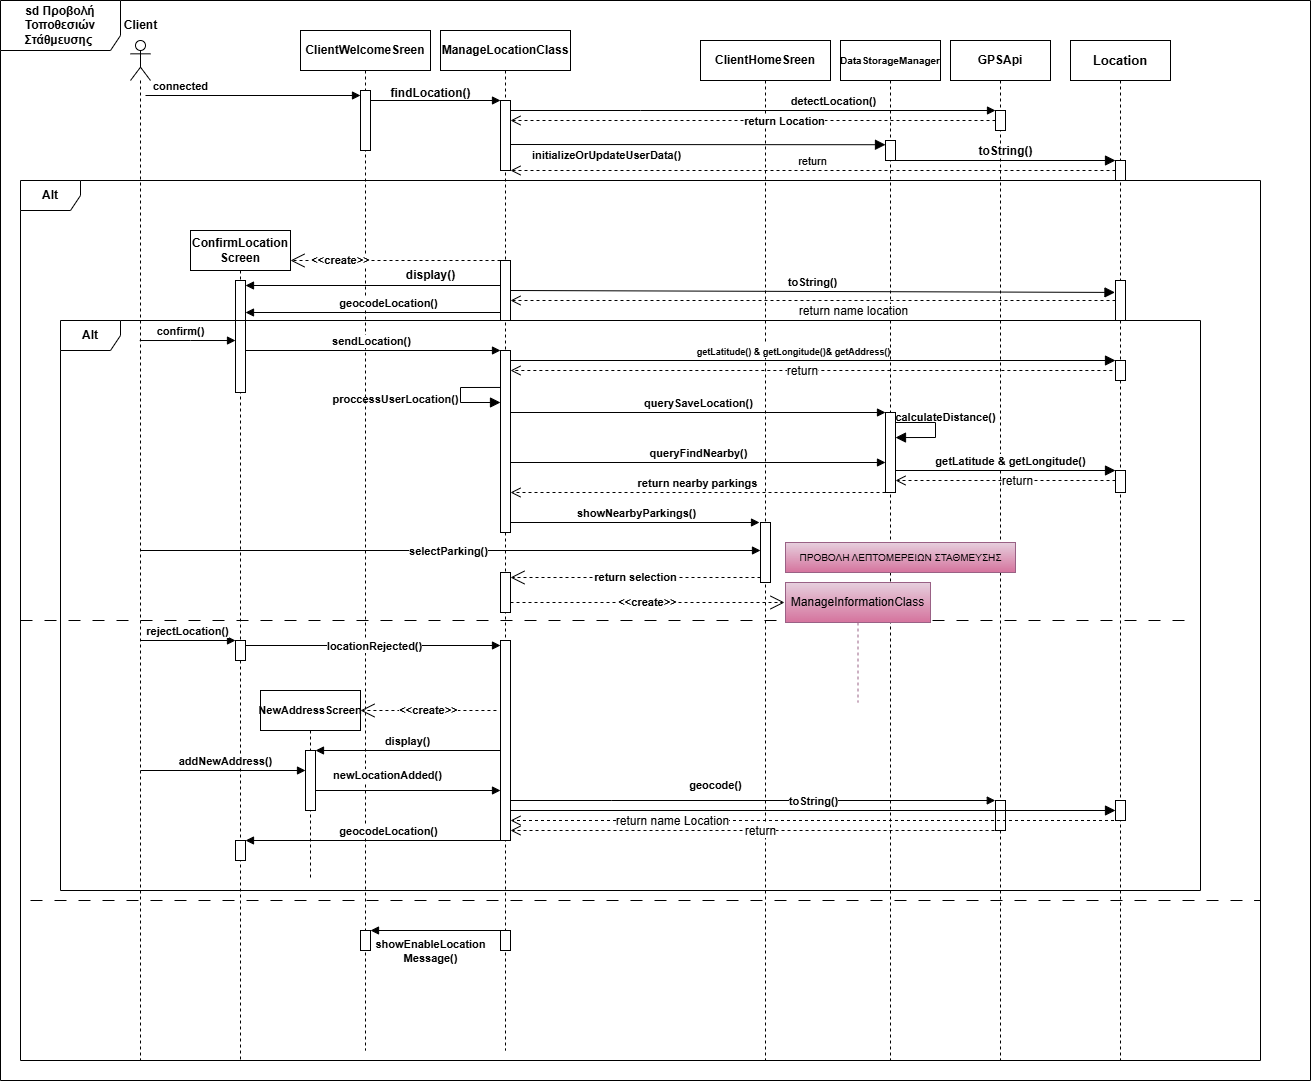 sd Προβολή
Τοποθεσιών
Στάθμευσης
Client
ClientWelcomeSreen
ManageLocationClass
ClientHomeSreen
DataStorageManager
GPSApi
Location
connected
findLocation()
detectLocation()
return Location
initializeOrUpdateUserData()
toString()
return
Alt
ConfirmLocation
Screen
<<create>>
display()
toString()
geocodeLocation()
return name location
Alt
confirm()
sendLocation()
getLatitude() & getLongitude()& getAddress()
return
proccessUserLocation()
querySaveLocation()
calculateDistance()
queryFindNearby()
getLatitude & getLongitude()
return nearby parkings
return
showNearbyParkings()
selectParking()
ΠΡΟΒΟΛΗ ΛΕΠΤΟΜΕΡΕΙΩΝ ΣΤΑΘΜΕΥΣΗΣ
return selection
<<create>>
ManageInformationClass
rejectLocation()
locationRejected()
NewAddressScreen
<<create>>
display()
addNewAddress()
newLocationAdded()
geocode()
toString()
return name Location
geocodeLocation()
return
showEnableLocation
Message()